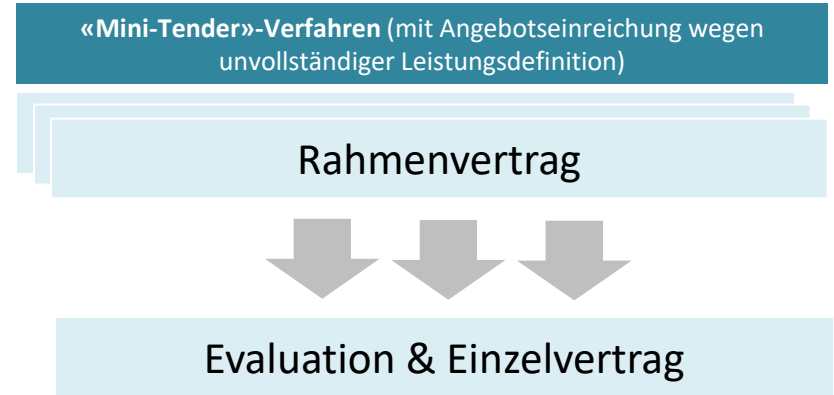 «Mini-Tender»-Verfahren (mit Angebotseinreichung wegen
unvollständiger Leistungsdefinition)
Rahmenvertrag
Evaluation & Einzelvertrag